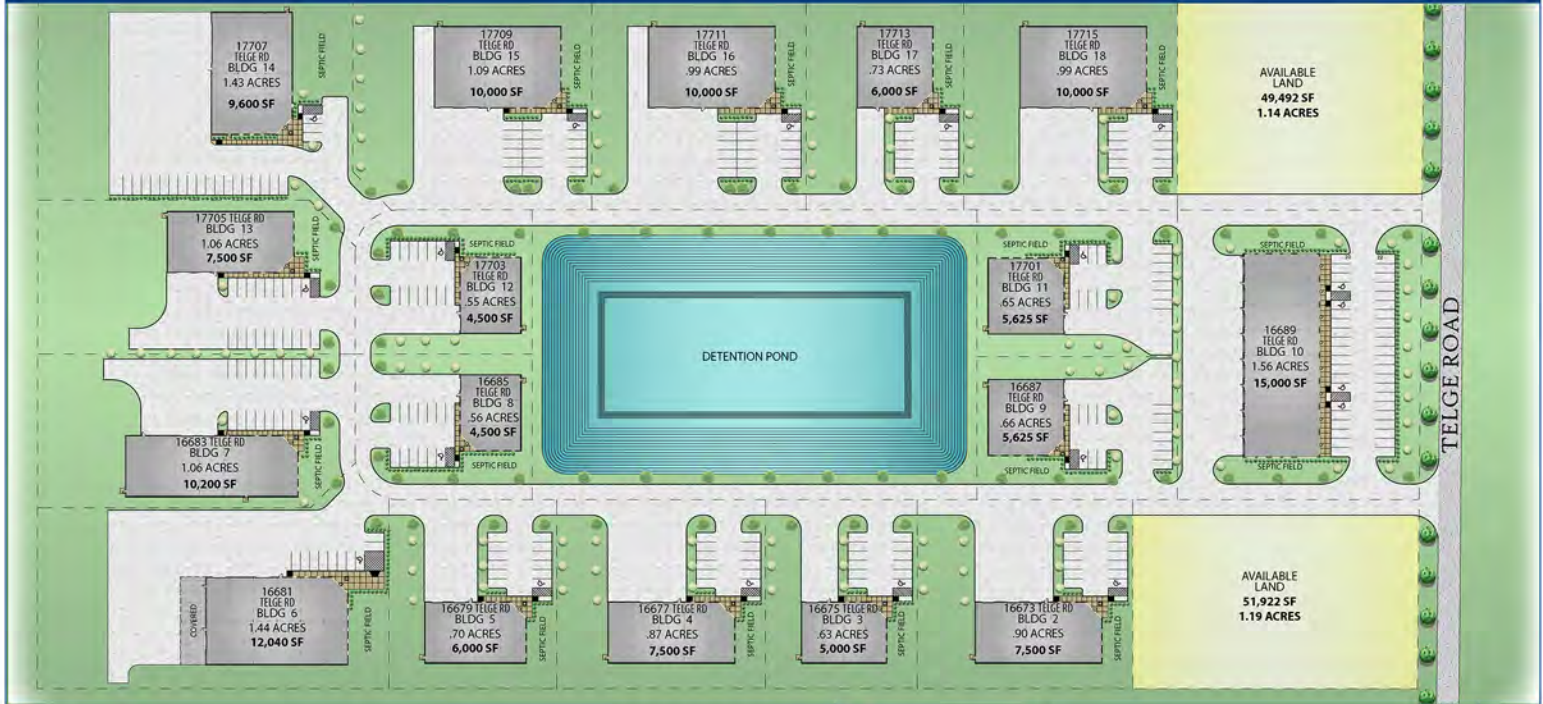 17707
TELGE RD
BLDG 14
1.43 ACRES
9,600 SF
SEPTIC FIELD
17709
TELGE RD
BLDG 15
1.09 ACRES
10,000 SF
SEPTIC FIELD
17711
TELGE RD
BLDG 16
.99 ACRES
10,000 SF
SEPTIC FIELD
17713
TELGE RD
BLDG 17
.73 ACRES
6,000 SF
SEPTIC FIELD
17715
TELGE RD
BLDG 18
.99 ACRES
10,000 SF
SEPTIC FIELD
AVAILABLE
LAND
49,492 SF
1.14 ACRES
17705 TELGE RD
BLDG 13
1.06 ACRES
7,500 SF
SEPTIC FIELD
SEPTIC FIELD
17703
TELGE RD
BLDG 12
.55 ACRES
4,500 SF
DETENTION POND
SEPTIC FIELD
17701
TELGE RD
BLDG 11
.65 ACRES
5,625 SF
SEPTIC FIELD
16689
TELGE RD
BLDG 10
1.56 ACRES
15,000 SF
SEPTIC FIELD
TELGE ROAD
16683 TELGE RD
BLDG 7
1.06 ACRES
10,200 SF
SEPTIC FIELD
16685
TELGE RD
BLDG 8
.56 ACRES
4,500 SF
SEPTIC FIELD
16687
TELGE RD
BLDG 9
.66 ACRES
5,625 SF
SEPTIC FIELD
COVERED
16681
TELGE RD
BLDG 6
1.44 ACRES
12,040 SF
SEPTIC FIELD
16679 TELGE RD
BLDG 5
.70 ACRES
6,000 SF
SEPTIC FIELD
16677 TELGE RD
BLDG 4
.87 ACRES
7,500 SF
SEPTIC FIELD
16675 TELGE RD
BLDG 3
.63 ACRES
5,000 SF
SEPTIC FIELD
16673 TELGE RD
BLDG 2
.90 ACRES
7,500 SF
SEPTIC FIELD
AVAILABLE
LAND
51,922 SF
1.19 ACRES